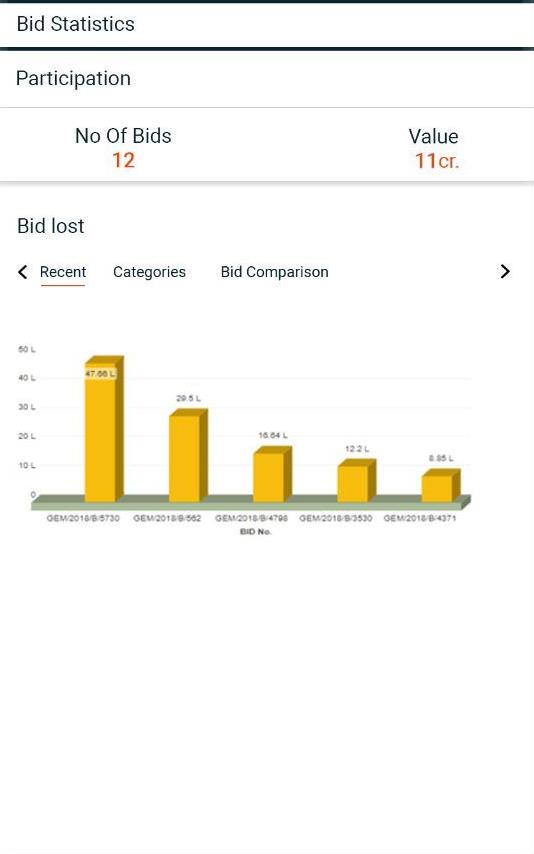 Bid Statistics
Participation
No Of Bids Value
12 11cr.
Bid lost
Recent Categories Bid Comparison
50 L
47.66 L
40 L
29.5 L
30 L
16.64 L
20 L
12.2 L
8.85 L
10 L
0
GEM/2018/B/5730 GEM/2018/B/562 GEM/2018/B/4798 GEM/2018/B/3530 GEM/2018/B/4371
BID No.